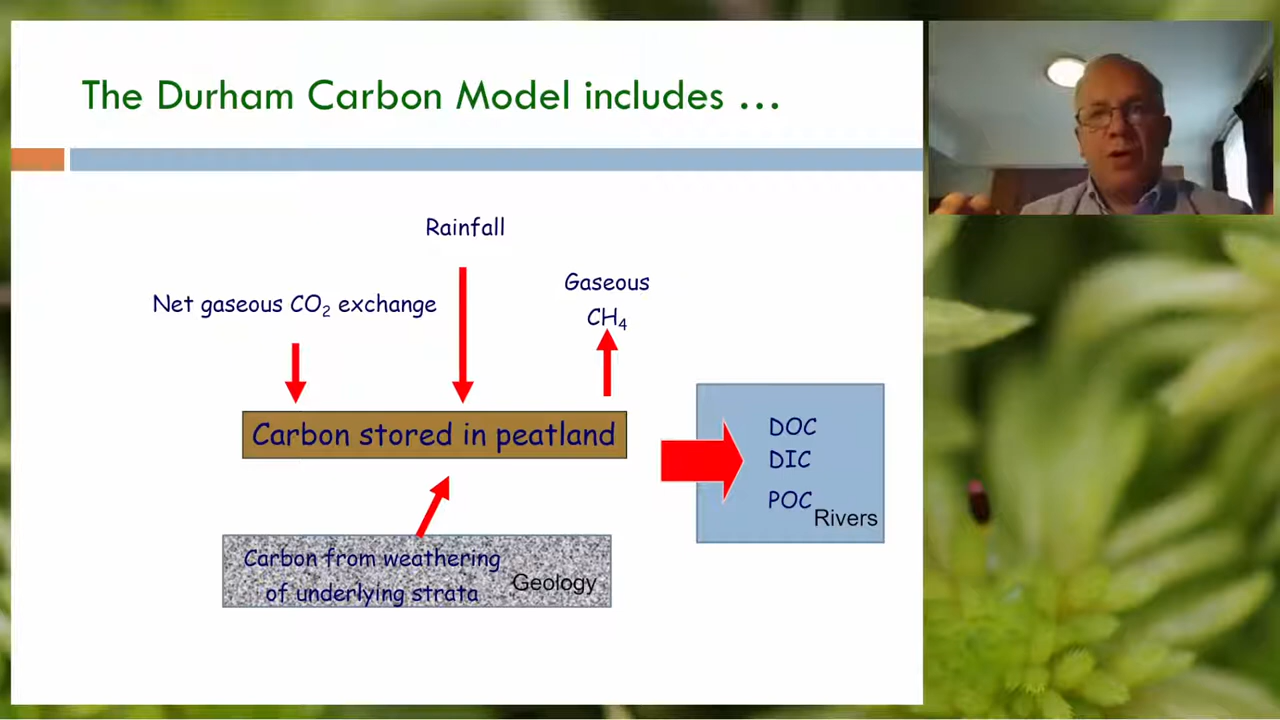 The Durham Carbon Model includes ...
Rainfall
Net gaseous CO₂ exchange
Gaseous
CH₄
Carbon stored in peatland
DOC
DIC
POC
Rivers
Carbon from weathering
of underlying strata
Geology